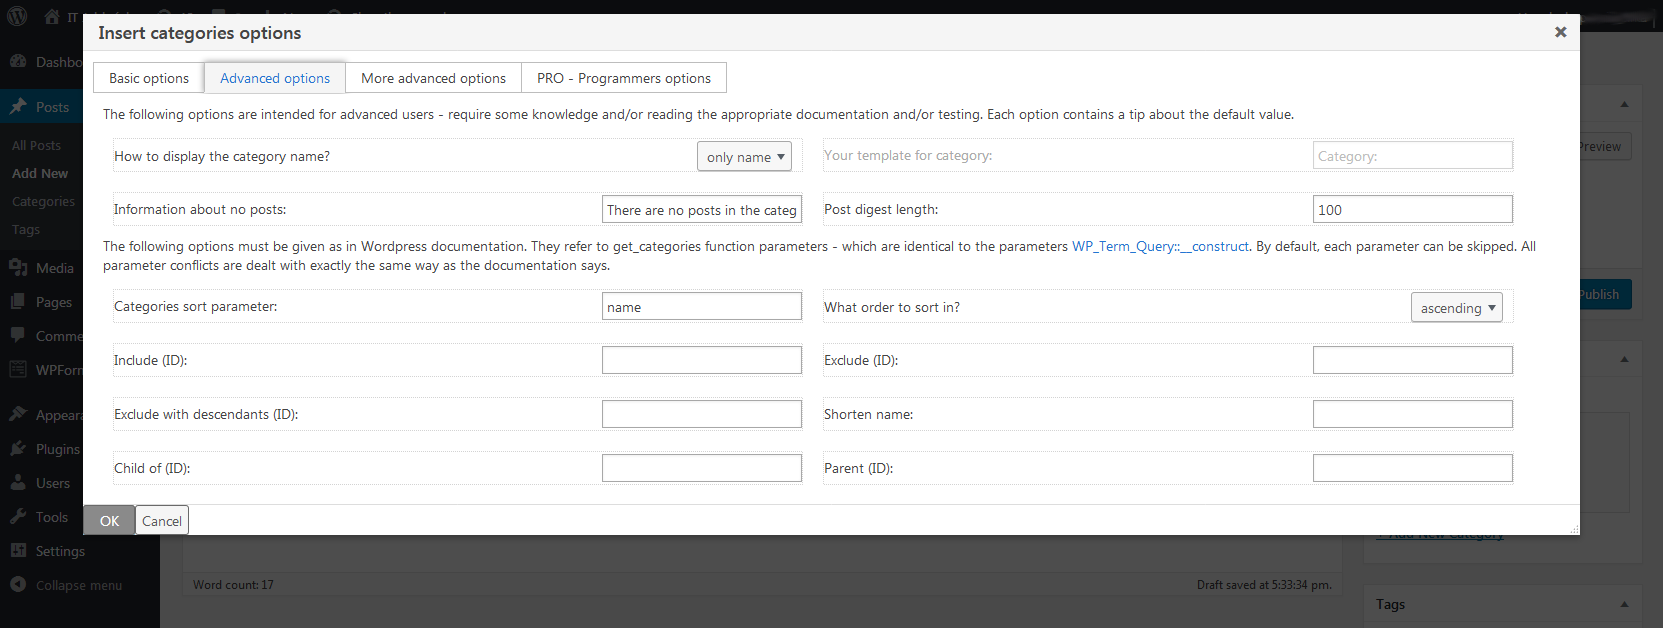 IT
Insert categories options
Dashbo
Basic options
Advanced options
More advanced options
PRO - Programmers options
Posts
The following options are intended for advanced users - require some knowledge and/or reading the appropriate documentation and/or testing. Each option contains a tip about the default value.
All Posts
How to display the category name?
only name
Your template for category:
Category:
Preview
Add New
Categories
Information about no posts:
There are no posts in the categ
Post digest length:
100
Tags
The following options must be given as in Wordpress documentation. They refer to get_categories function parameters - which are identical to the parameters WP_Term_Query::__construct. By default, each parameter can be skipped. All
parameter conflicts are dealt with exactly the same way as the documentation says.
Media
Pages
Categories sort parameter:
name
What order to sort in?
ascending
Publish
Comme
Include (ID):
Exclude (ID):
WPForm
Appeara
Exclude with descendants (ID):
Shorten name:
Plugins
Child of (ID):
Parent (ID):
Users
Tools
OK
Cancel
+ Add New Category
Settings
Collapse menu
Word count: 17
Draft saved at 5:33:34 pm.
Tags